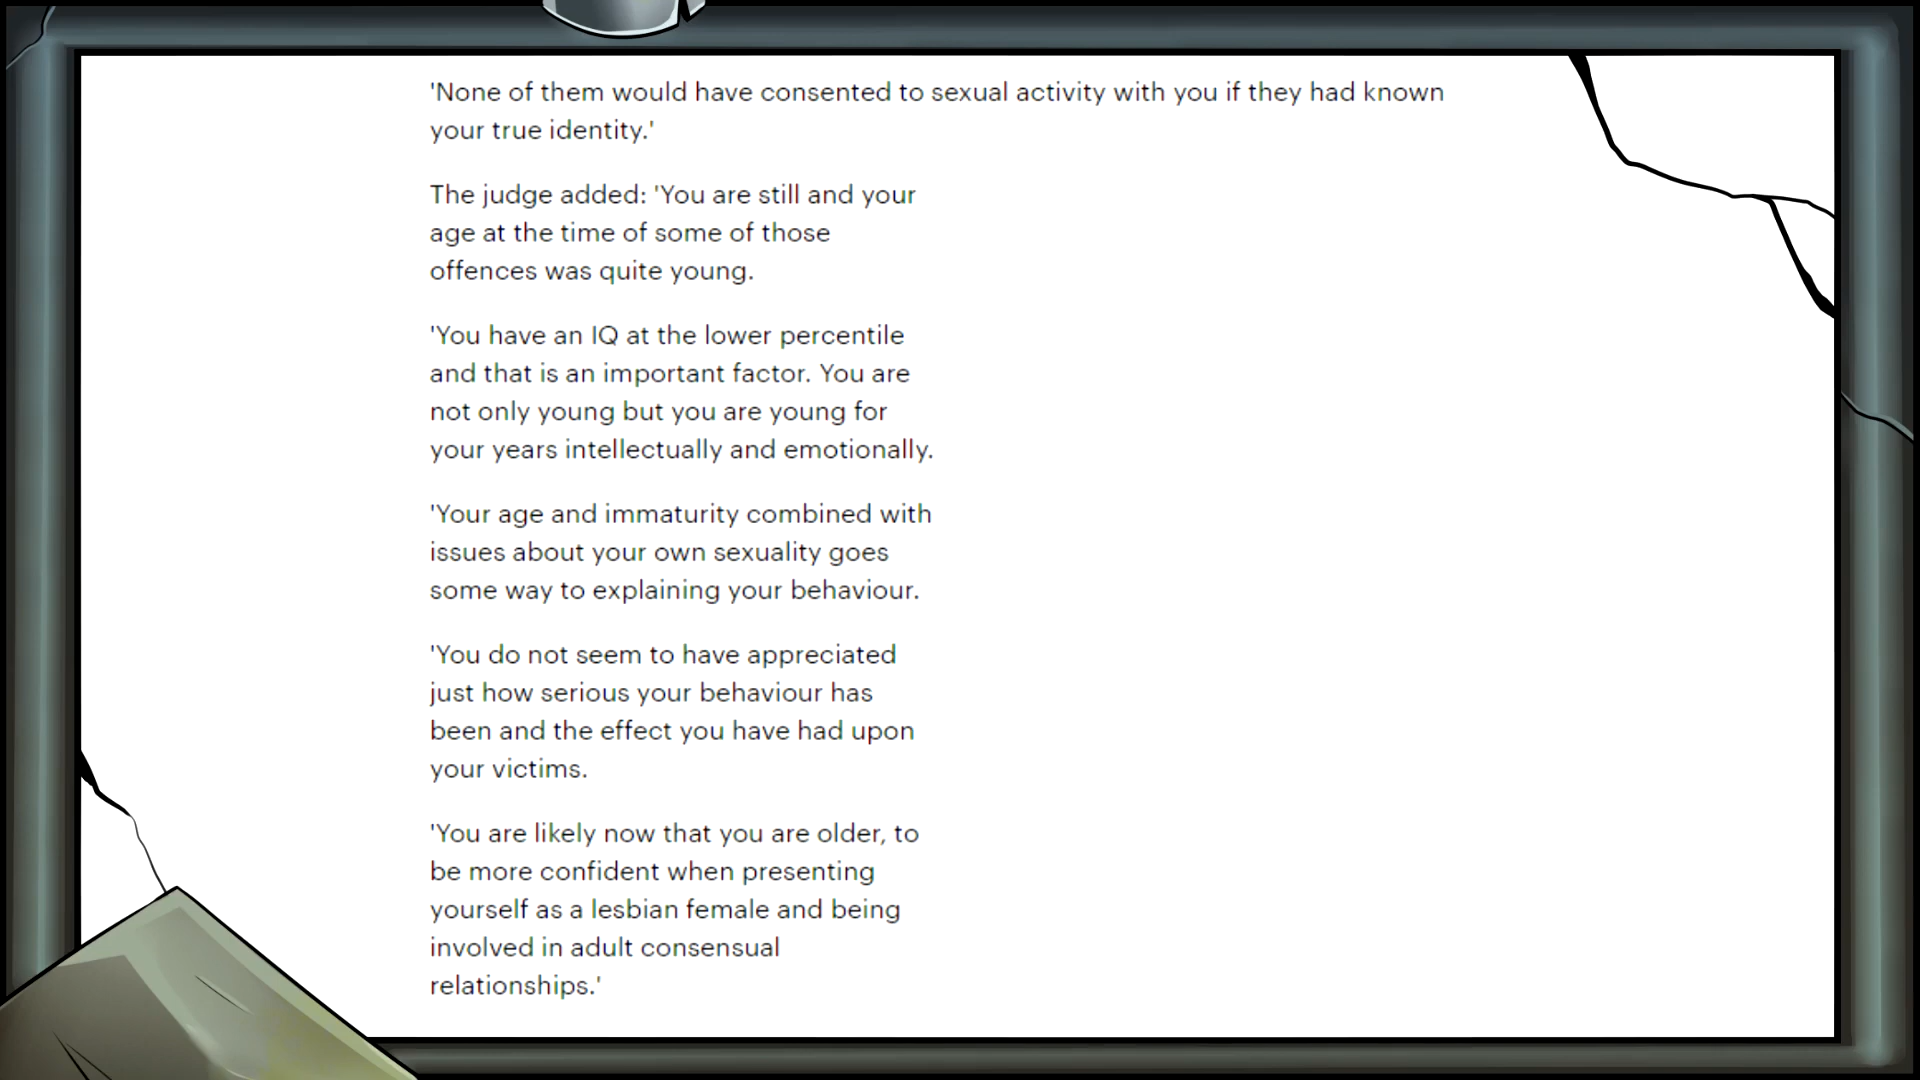 'None of them would have consented to sexual activity with you if they had known
your true identity.'
The judge added: 'You are still and your
age at the time of some of those
offences was quite young.
'You have an IQ at the lower percentile
and that is an important factor. You are
not only young but you are young for
your years intellectually and emotionally.
'Your age and immaturity combined with
issues about your own sexuality goes
some way to explaining your behaviour.
'You do not seem to have appreciated
just how serious your behaviour has
been and the effect you have had upon
your victims.
'You are likely now that you are older, to
be more confident when presenting
yourself as a lesbian female and being
involved in adult consensual
relationships.'